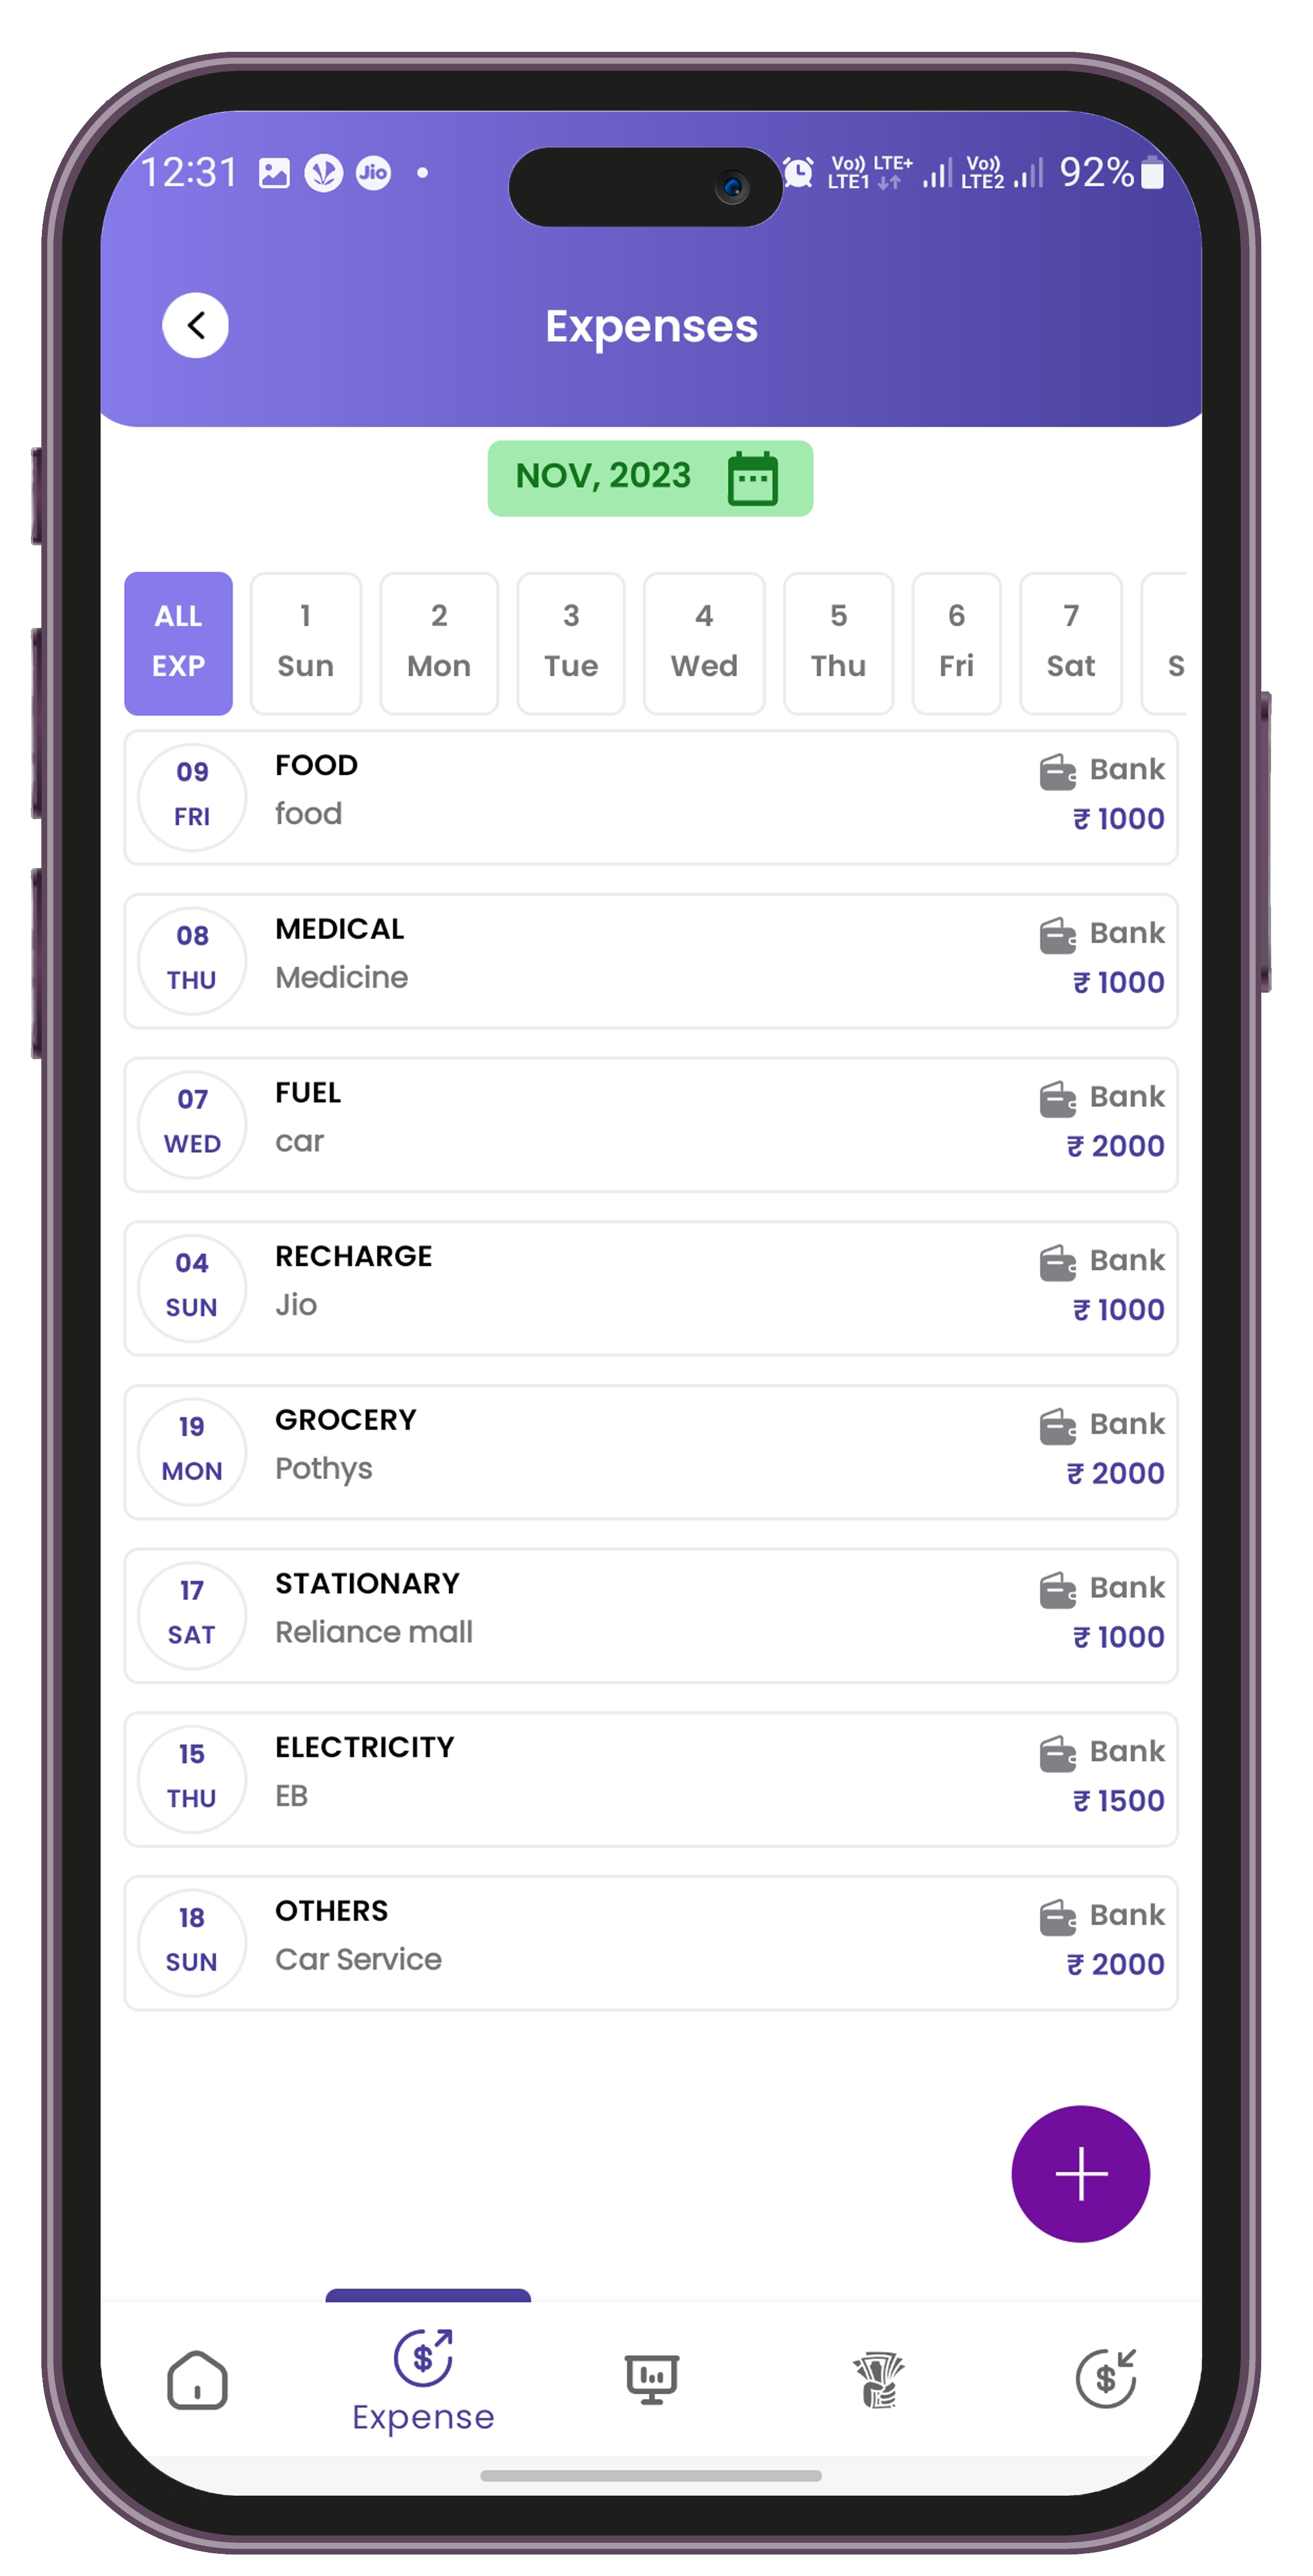 12:31 Jio Vo)) LTE1 LTE+ Vo)) LTE2 92%
Expenses
NOV, 2023
ALL EXP
1 Sun
2 Mon
3 Tue
4 Wed
5 Thu
6 Fri
7 Sat
S
09 FRI
FOOD
food
Bank
₹ 1000
08 THU
MEDICAL
Medicine
Bank
₹ 1000
07 WED
FUEL
car
Bank
₹ 2000
04 SUN
RECHARGE
Jio
Bank
₹ 1000
19 MON
GROCERY
Pothys
Bank
₹ 2000
17 SAT
STATIONARY
Reliance mall
Bank
₹ 1000
15 THU
ELECTRICITY
EB
Bank
₹ 1500
18 SUN
OTHERS
Car Service
Bank
₹ 2000
Expense